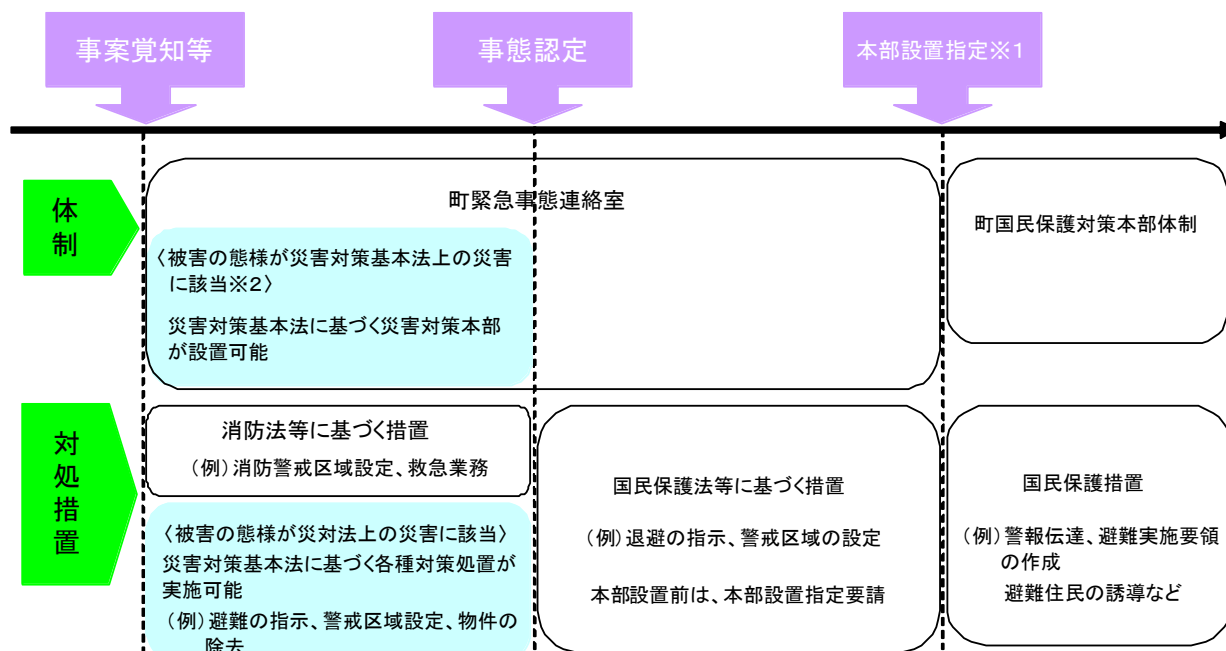 事案覚知等
事態認定
本部設置指定※1
体制
町緊急事態連絡室
〈被害の態様が災害対策基本法上の災害
に該当※2〉
災害対策基本法に基づく災害対策本部
が設置可能
町国民保護対策本部体制
対処措置
消防法等に基づく措置
（例）消防警戒区域設定、救急業務
〈被害の態様が災対法上の災害に該当〉
災害対策基本法に基づく各種対策処置が
実施可能
（例）避難の指示、警戒区域設定、物件の
除去
国民保護法等に基づく措置
（例）退避の指示、警戒区域の設定
本部設置前は、本部設置指定要請
国民保護措置
（例）警報伝達、避難実施要領
の作成
避難住民の誘導など